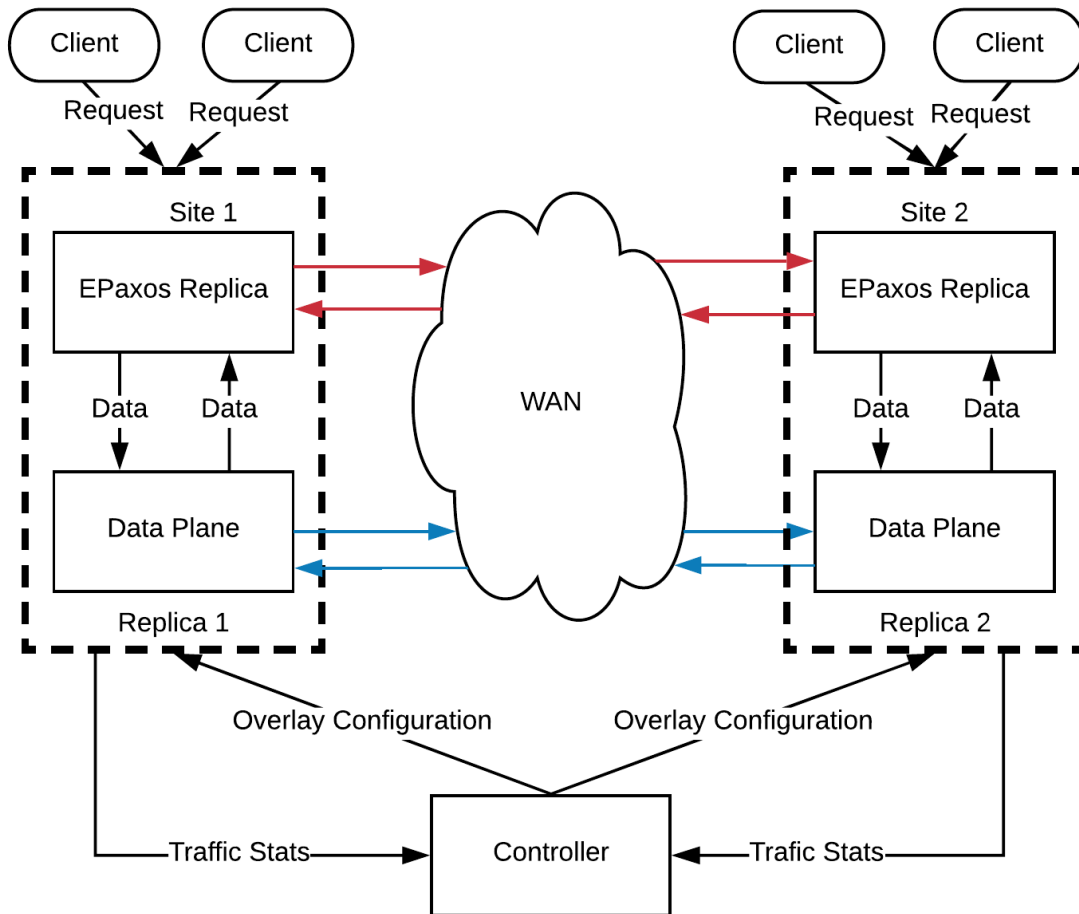 Client
Client
Client
Client
Request
Request
Request
Request
Site 1
Site 2
EPaxos Replica
EPaxos Replica
WAN
Data
Data
Data
Data
Data Plane
Data Plane
Replica 1
Replica 2
Overlay Configuration
Overlay Configuration
Traffic Stats
Controller
Trafic Stats